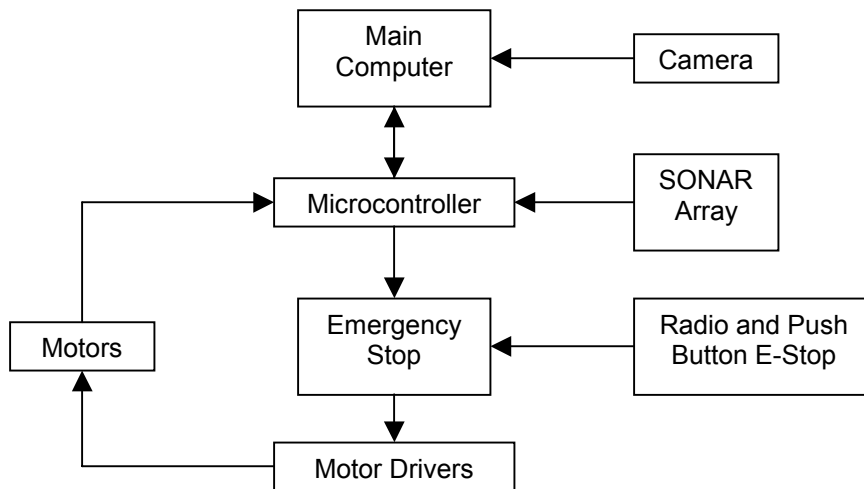 Main
Computer
Camera
Microcontroller
SONAR
Array
Motors
Emergency
Stop
Radio and Push
Button E-Stop
Motor Drivers